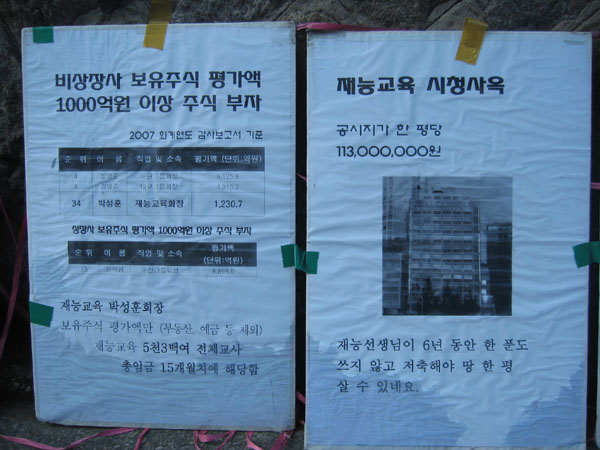 비상장사 보유주식 평가액
1000억원 이상 주식 부자
2007 회계연도 감사보고서 기준
순 위 이 름 직업 및 소속 평가액 (단위:억원)
34 박성훈 재능교육회장 1,230.7
상장사 보유주식 평가액 1000억원 이상 주식 부자
순 위 이 름 직업 및 소속 평가액 (단위:억원)
재능교육 박성훈회장
보유주식 평가액만 (부동산, 예금 등 제외)
재능교육 5천3백여 전체교사
총임금 15개월치에 해당함
재능교육 시청사옥
공시지가 한 평당
113,000,000원
재능선생님이 6년 동안 한 푼도
쓰지 않고 저축해야 땅 한 평
살 수 있네요.